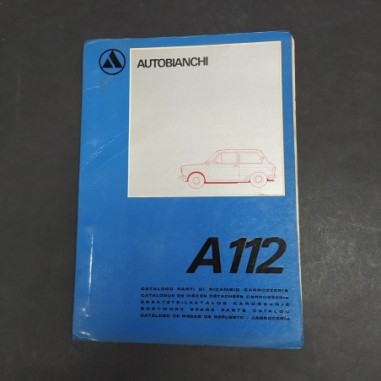 AUTOBIANCHI
A 112
CATALOGO PARTI DI RICAMBIO CARROZZERIA
CATALOGUE DE PIÈCES DÉTACHÉES CARROSSERIE
ERSATZTEILKATALOG KAROSSERIE
BODYWORK SPARE PARTS CATALOG
CATÁLOGO DE PIEZAS DE REPUESTO - CARROCERÍA